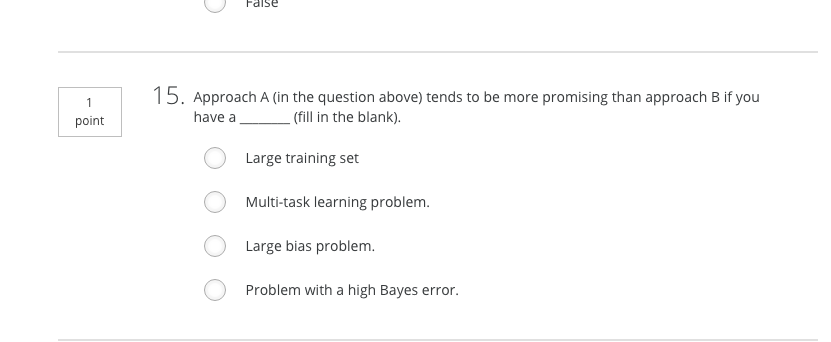 False
1
point
15. Approach A (in the question above) tends to be more promising than approach B if you
have a _______ (fill in the blank).
Large training set
Multi-task learning problem.
Large bias problem.
Problem with a high Bayes error.